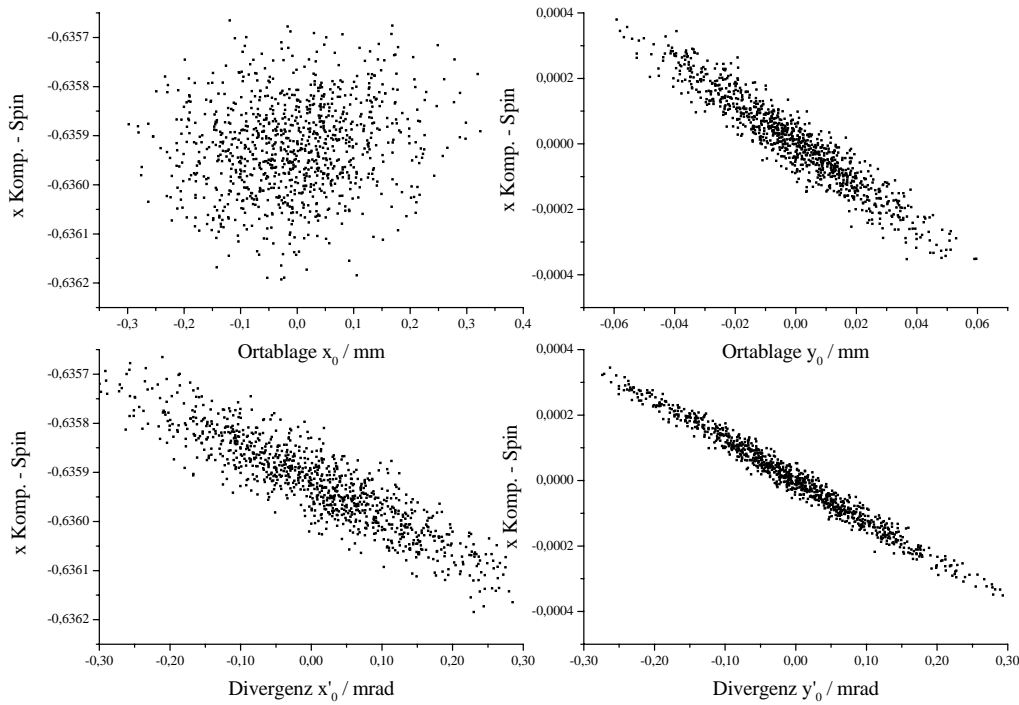 x Komp. - Spin
-0,6357
-0,6358
-0,6359
-0,6360
-0,6361
-0,6362
-0,3 -0,2 -0,1 0,0 0,1 0,2 0,3 0,4
Ortablage x₀ / mm
x Komp. - Spin
0,0004
0,0002
0,0000
-0,0002
-0,0004
-0,06 -0,04 -0,02 0,00 0,02 0,04 0,06
Ortablage y₀ / mm
x Komp. - Spin
-0,6357
-0,6358
-0,6359
-0,6360
-0,6361
-0,6362
-0,30 -0,20 -0,10 0,00 0,10 0,20 0,30
Divergenz x'₀ / mrad
x Komp. - Spin
0,0004
0,0002
0,0000
-0,0002
-0,0004
-0,30 -0,20 -0,10 0,00 0,10 0,20 0,30
Divergenz y'₀ / mrad